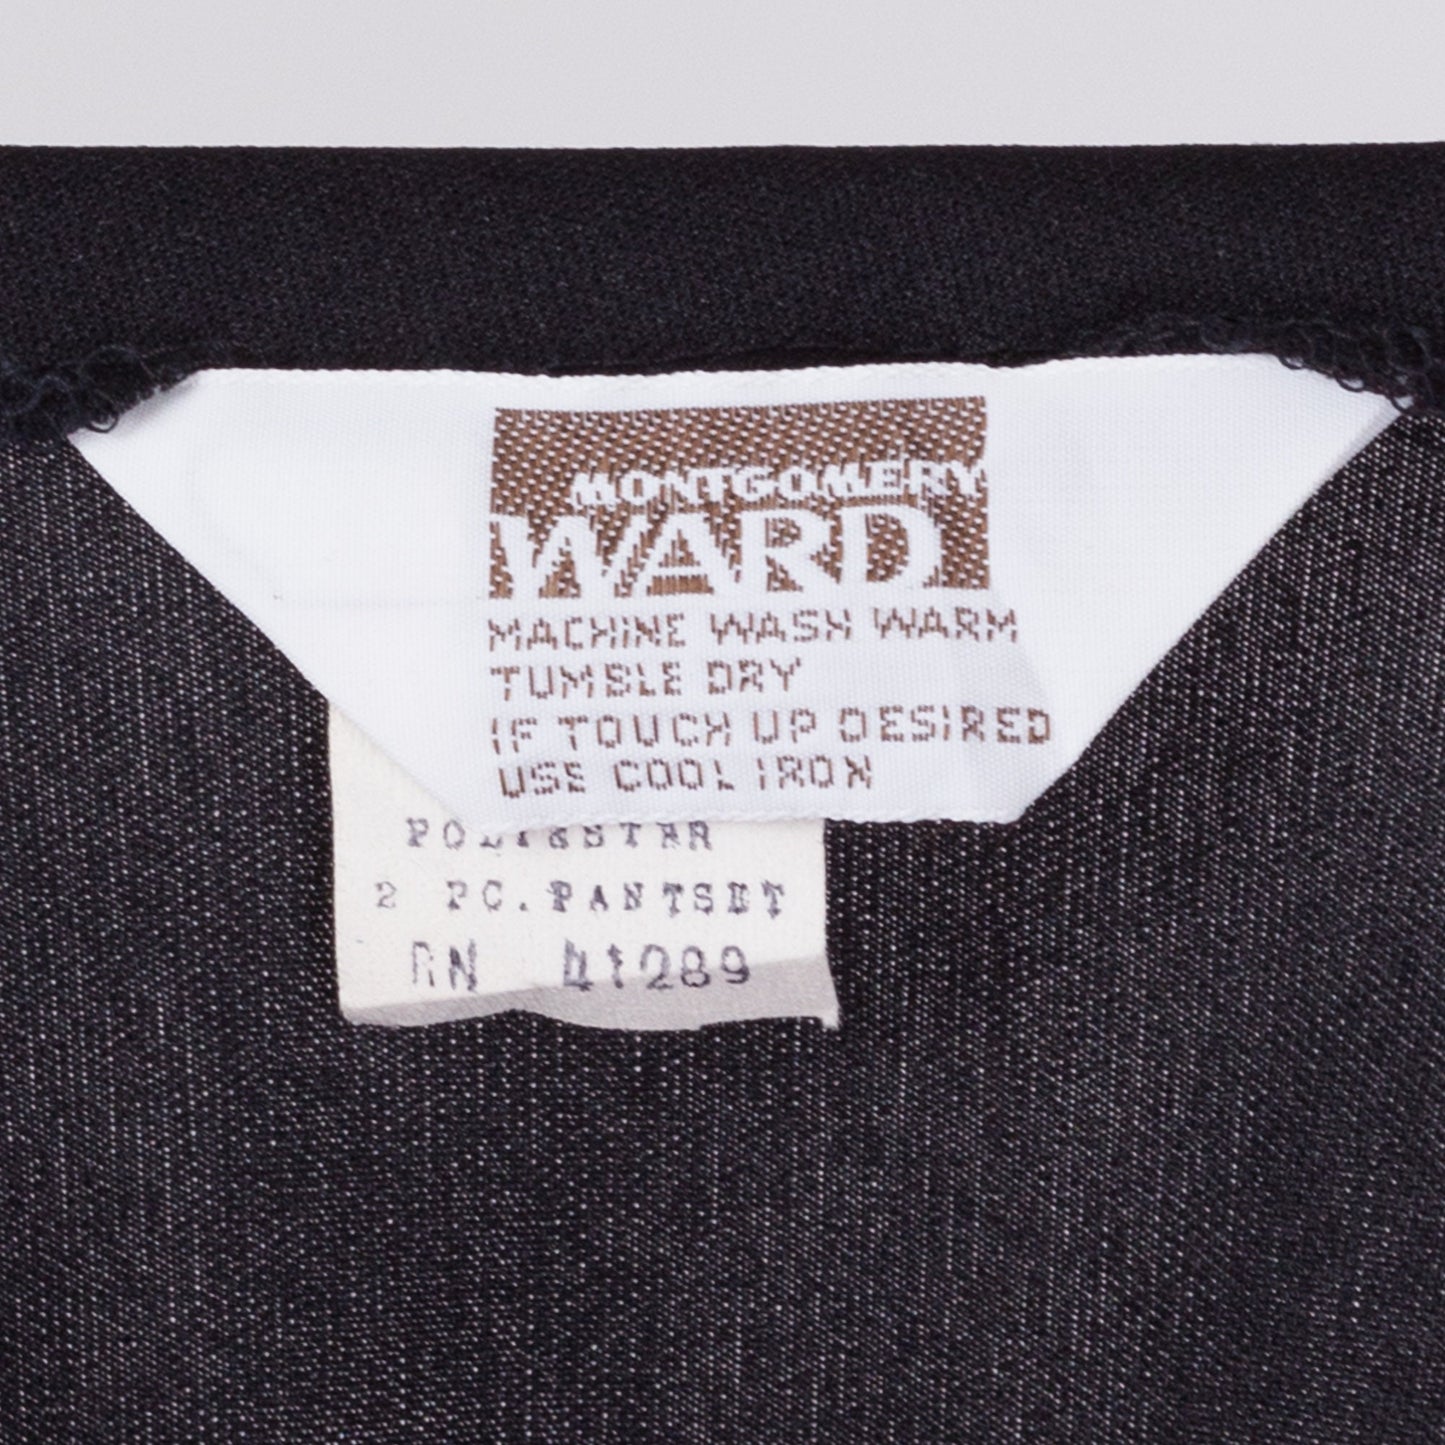 MONTGOMERY
WARD
MACHINE WASH WARM
TUMBLE DRY
IF TOUCH UP DESIRED
USE COOL IRON
POLYESTER
2 PC. PANTSET
RN 41289